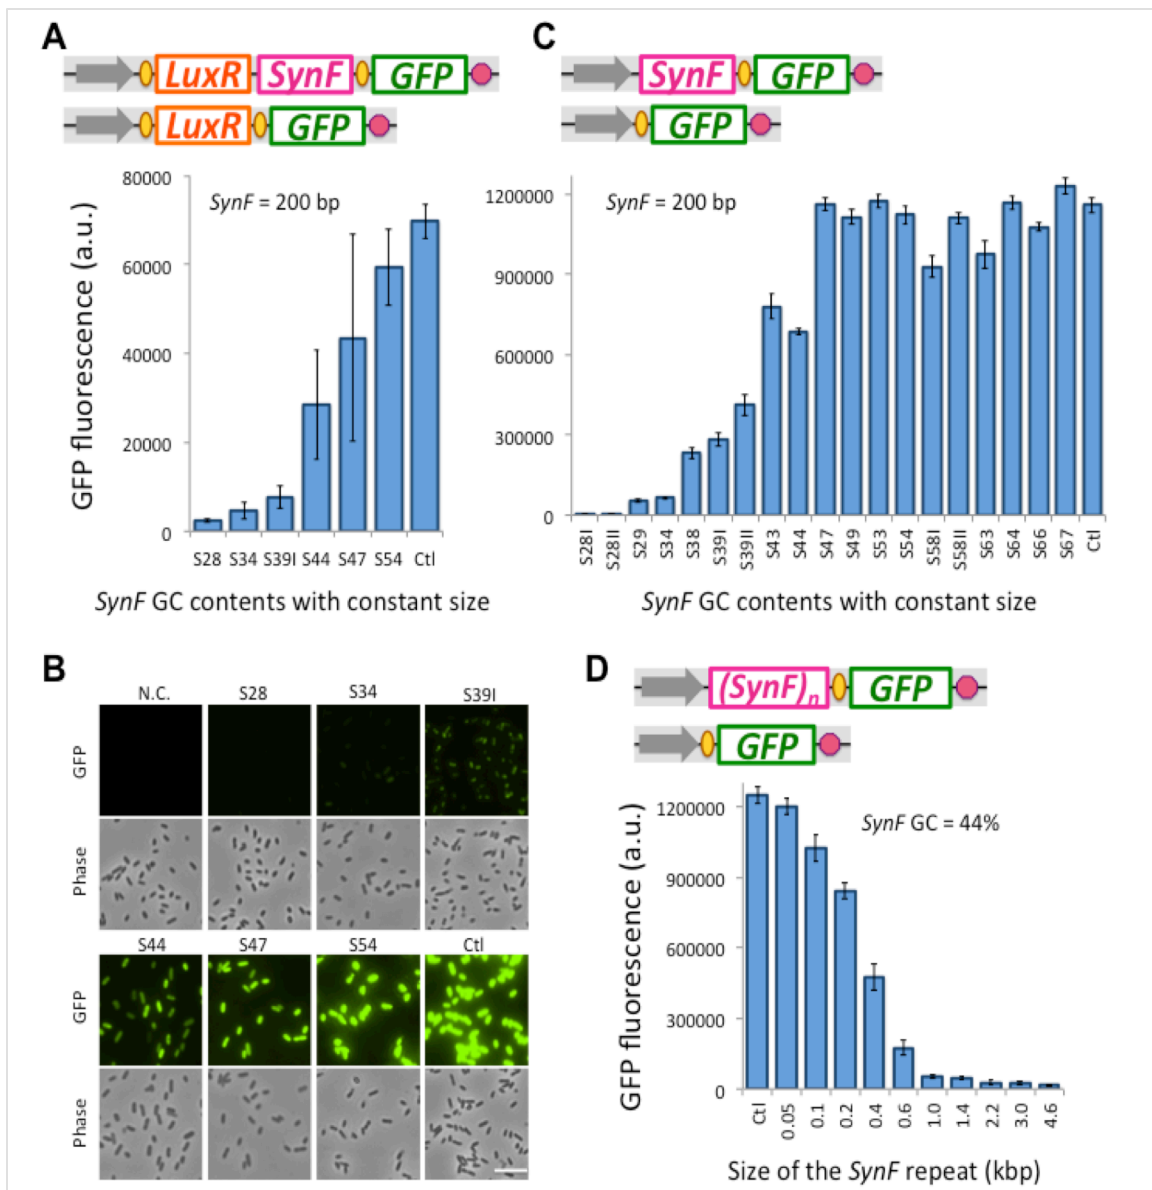 A
LuxR SynF GFP
LuxR GFP
SynF = 200 bp
GFP fluorescence (a.u.)
80000
60000
40000
20000
0
S28 S34 S39I S44 S47 S54 Ctl
SynF GC contents with constant size
C
SynF GFP
GFP
SynF = 200 bp
1200000
900000
600000
300000
0
S28I S28II S29 S34 S38 S39I S39II S43 S44 S47 S49 S53 S54 S58I S58II S63 S64 S66 S67 Ctl
SynF GC contents with constant size
B
N.C. S28 S34 S39I
GFP
Phase
S44 S47 S54 Ctl
GFP
Phase
D
(SynF)n GFP
GFP
SynF GC = 44%
GFP fluorescence (a.u.)
1200000
900000
600000
300000
0
Ctl 0.05 0.1 0.2 0.4 0.6 1.0 1.4 2.2 3.0 4.6
Size of the SynF repeat (kbp)